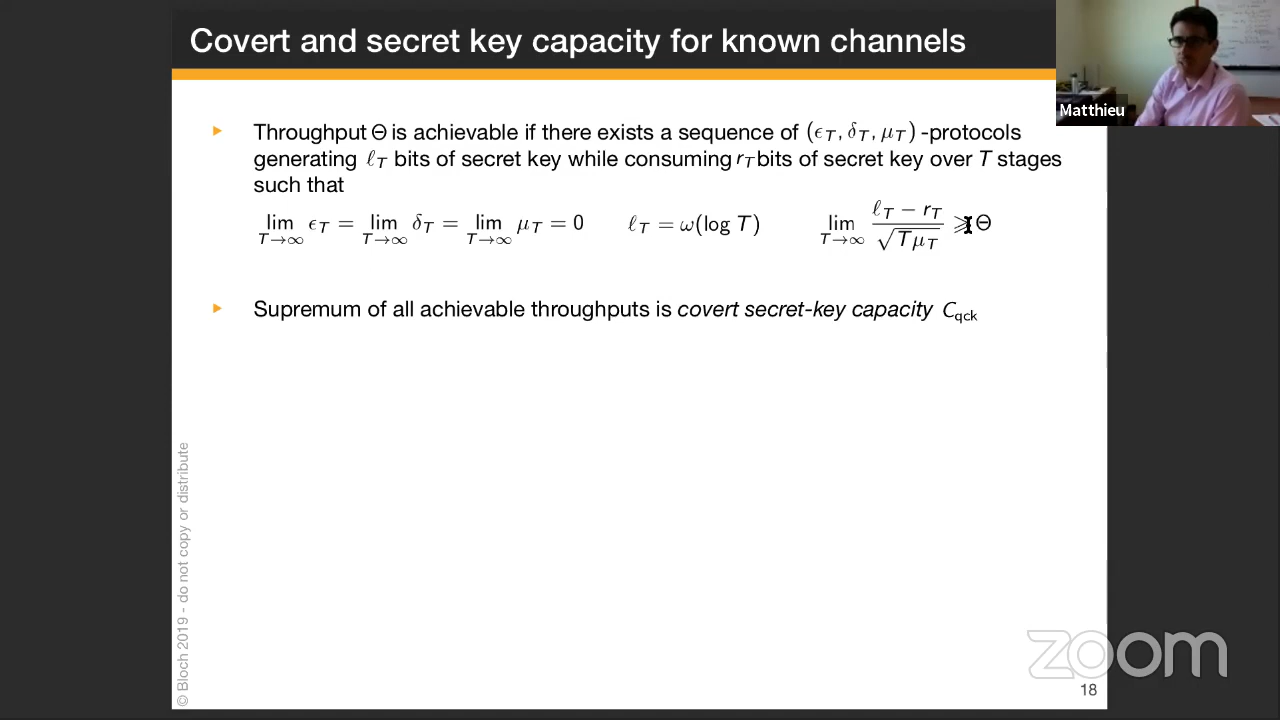 Covert and secret key capacity for known channels
Matthieu
▶ Throughput Θ is achievable if there exists a sequence of (ϵ_T, δ_T, μ_T)-protocols
generating ℓ_T bits of secret key while consuming r_T bits of secret key over T stages
such that
lim_{T→∞} ϵ_T = lim_{T→∞} δ_T = lim_{T→∞} μ_T = 0 ℓ_T = ω(log T) lim_{T→∞} (ℓ_T − r_T)/√(Tμ_T) ⩾ Θ
▶ Supremum of all achievable throughputs is covert secret-key capacity C_qck
© Bloch 2019 - do not copy or distribute
zoom
18